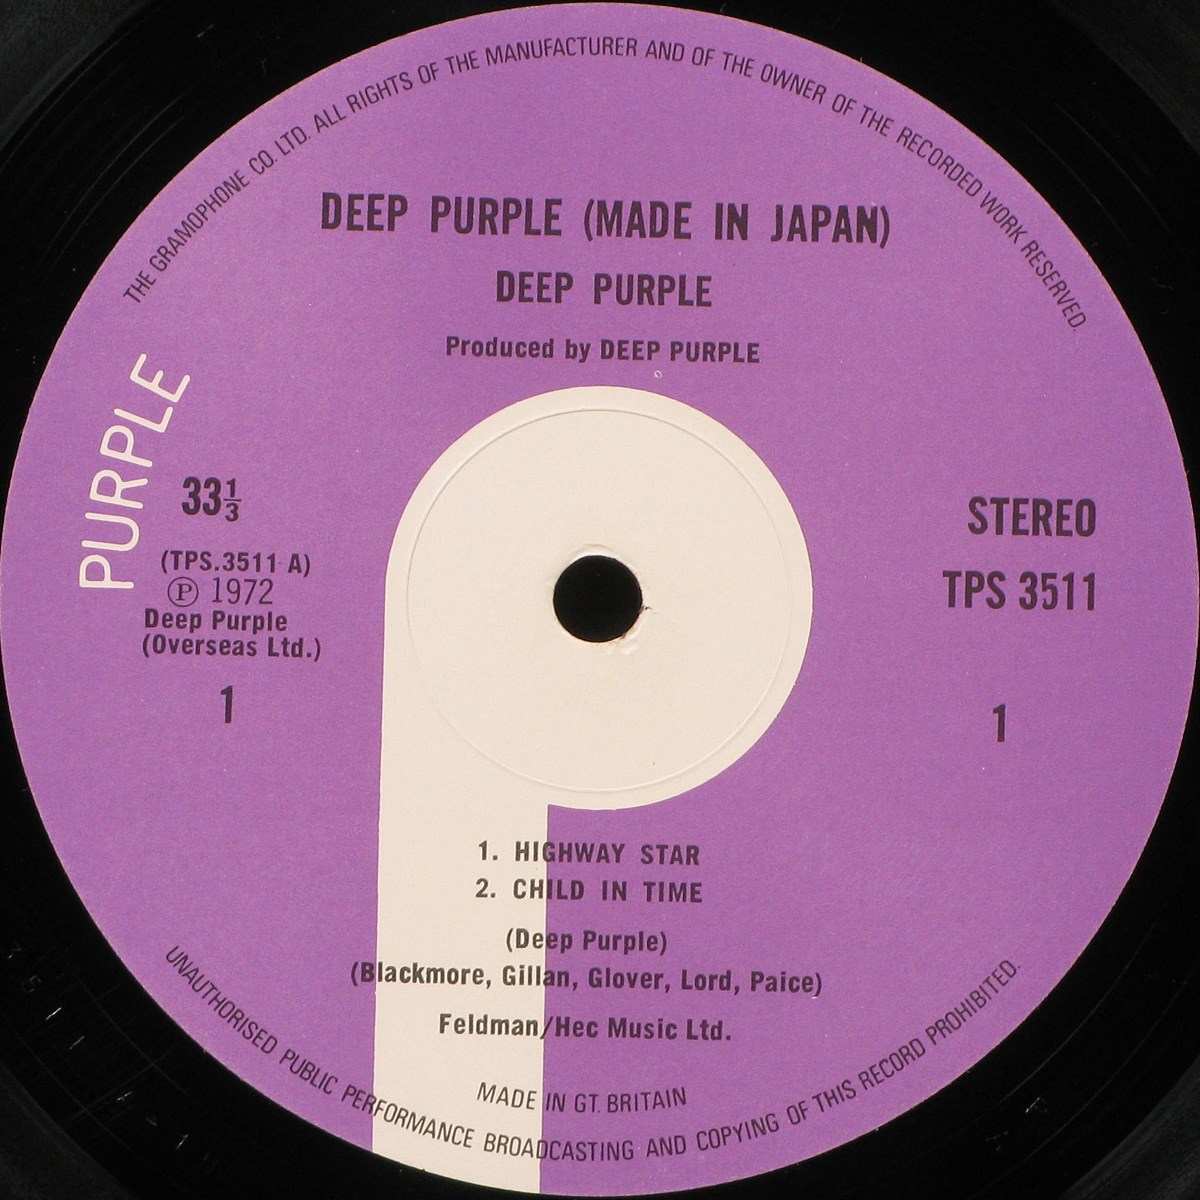 THE GRAMOPHONE CO. LTD. ALL RIGHTS OF THE MANUFACTURER AND OF THE OWNER OF THE RECORDED WORK RESERVED.
DEEP PURPLE (MADE IN JAPAN)
DEEP PURPLE
Produced by DEEP PURPLE
PURPLE
33⅓
(TPS.3511 A)
Ⓟ 1972
Deep Purple
(Overseas Ltd.)
1
STEREO
TPS 3511
1
1. HIGHWAY STAR
2. CHILD IN TIME
(Deep Purple)
(Blackmore, Gillan, Glover, Lord, Paice)
Feldman/Hec Music Ltd.
MADE IN GT. BRITAIN
UNAUTHORISED PUBLIC PERFORMANCE BROADCASTING AND COPYING OF THIS RECORD PROHIBITED.